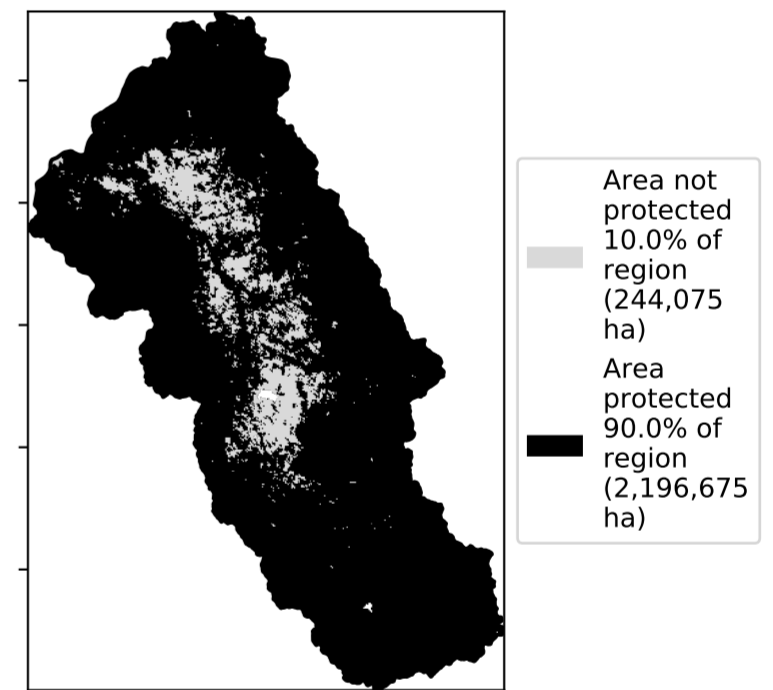 Area not
protected
10.0% of
region
(244,075
ha)
Area
protected
90.0% of
region
(2,196,675
ha)